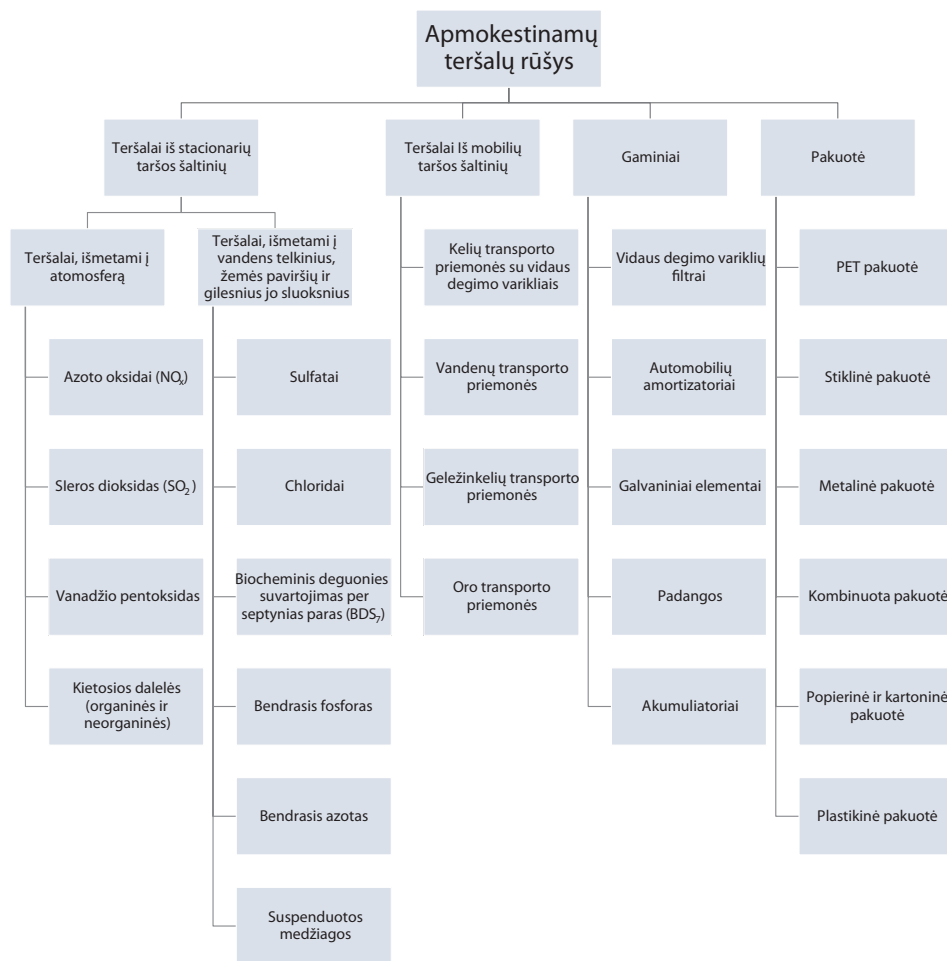 Apmokestinamų
teršalų rūšys
Teršalai iš stacionarių
taršos šaltinių
Teršalai Iš mobilių
taršos šaltinių
Gaminiai
Pakuotė
Teršalai, išmetami į
atmosferą
Teršalai, išmetami į
vandens telkinius,
žemės paviršių ir
gilesnius jo sluoksnius
Kelių transporto
priemonės su vidaus
degimo varikliais
Vidaus degimo variklių
filtrai
PET pakuotė
Azoto oksidai (NOₓ)
Sulfatai
Vandenų transporto
priemonės
Automobilių
amortizatoriai
Stiklinė pakuotė
SIeros dioksidas (SO₂)
Chloridai
Geležinkelių transporto
priemonės
Galvaniniai elementai
Metalinė pakuotė
Vanadžio pentoksidas
Biocheminis deguonies
suvartojimas per
septynias paras (BDS₇)
Oro transporto
priemonės
Padangos
Kombinuota pakuotė
Kietosios dalelės
(organinės ir
neorganinės)
Bendrasis fosforas
Akumuliatoriai
Popierinė ir kartoninė
pakuotė
Bendrasis azotas
Plastikinė pakuotė
Suspenduotos
medžiagos